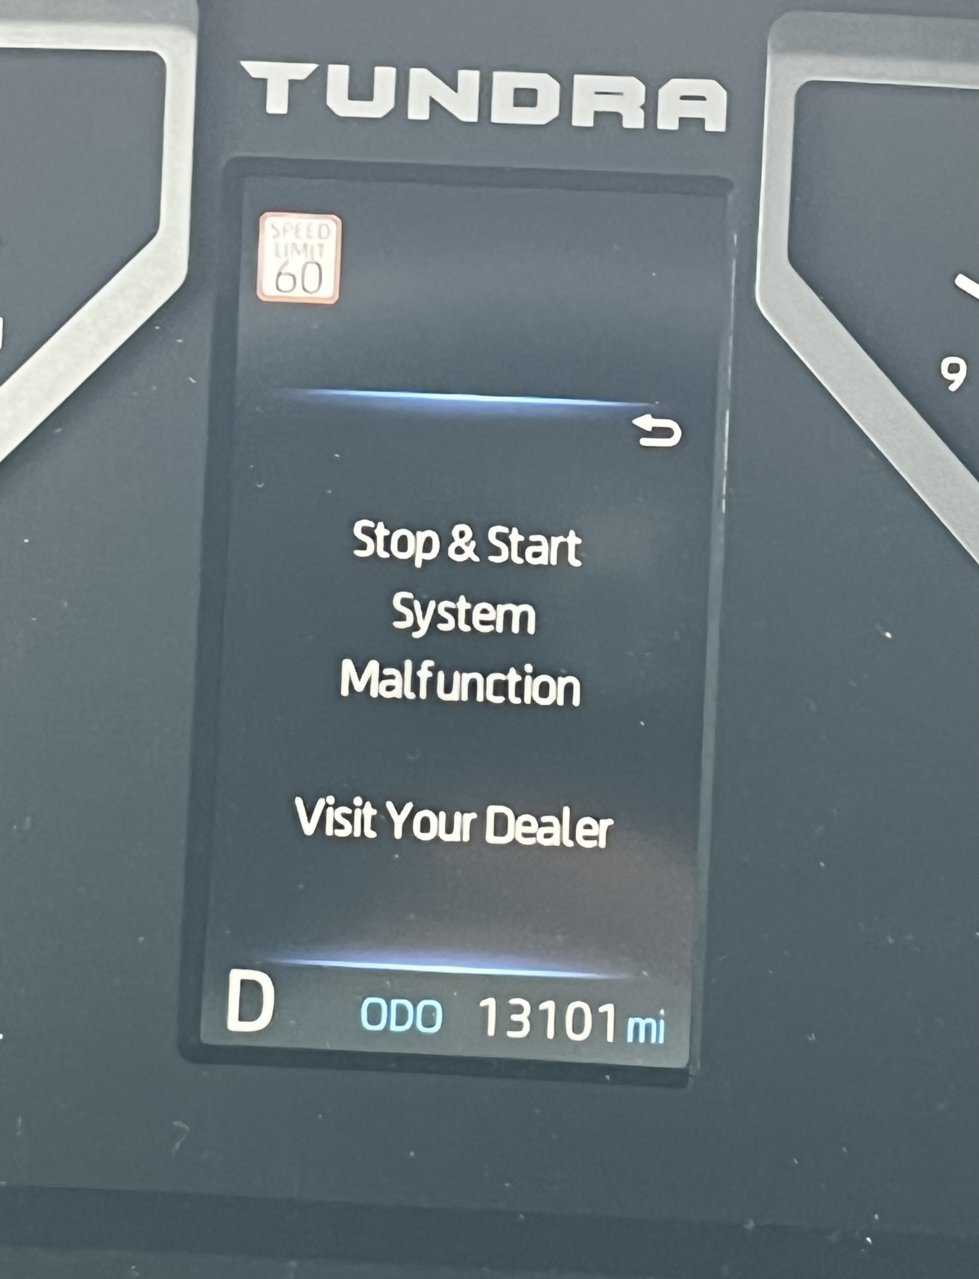 TUNDRA
SPEED
LIMIT
60
9
Stop & Start
System
Malfunction
Visit Your Dealer
D ODO 13101 mi